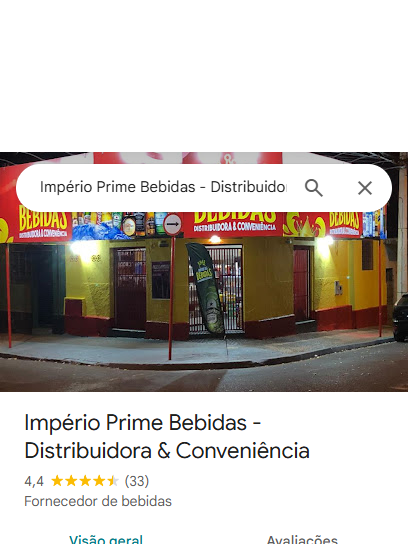 Império Prime Bebidas - Distribuido
&
BEBIDAS
DISTRIBUIDORA & CONVENIÊNCIA
BEBIDAS
DISTRIBUIDORA & CONVENIÊNCIA
BEBIDAS
DISTRIBUIDORA & CONVENIÊNCIA
Império Prime Bebidas -
Distribuidora & Conveniência
4,4 (33)
Fornecedor de bebidas
Visão geral Avaliações